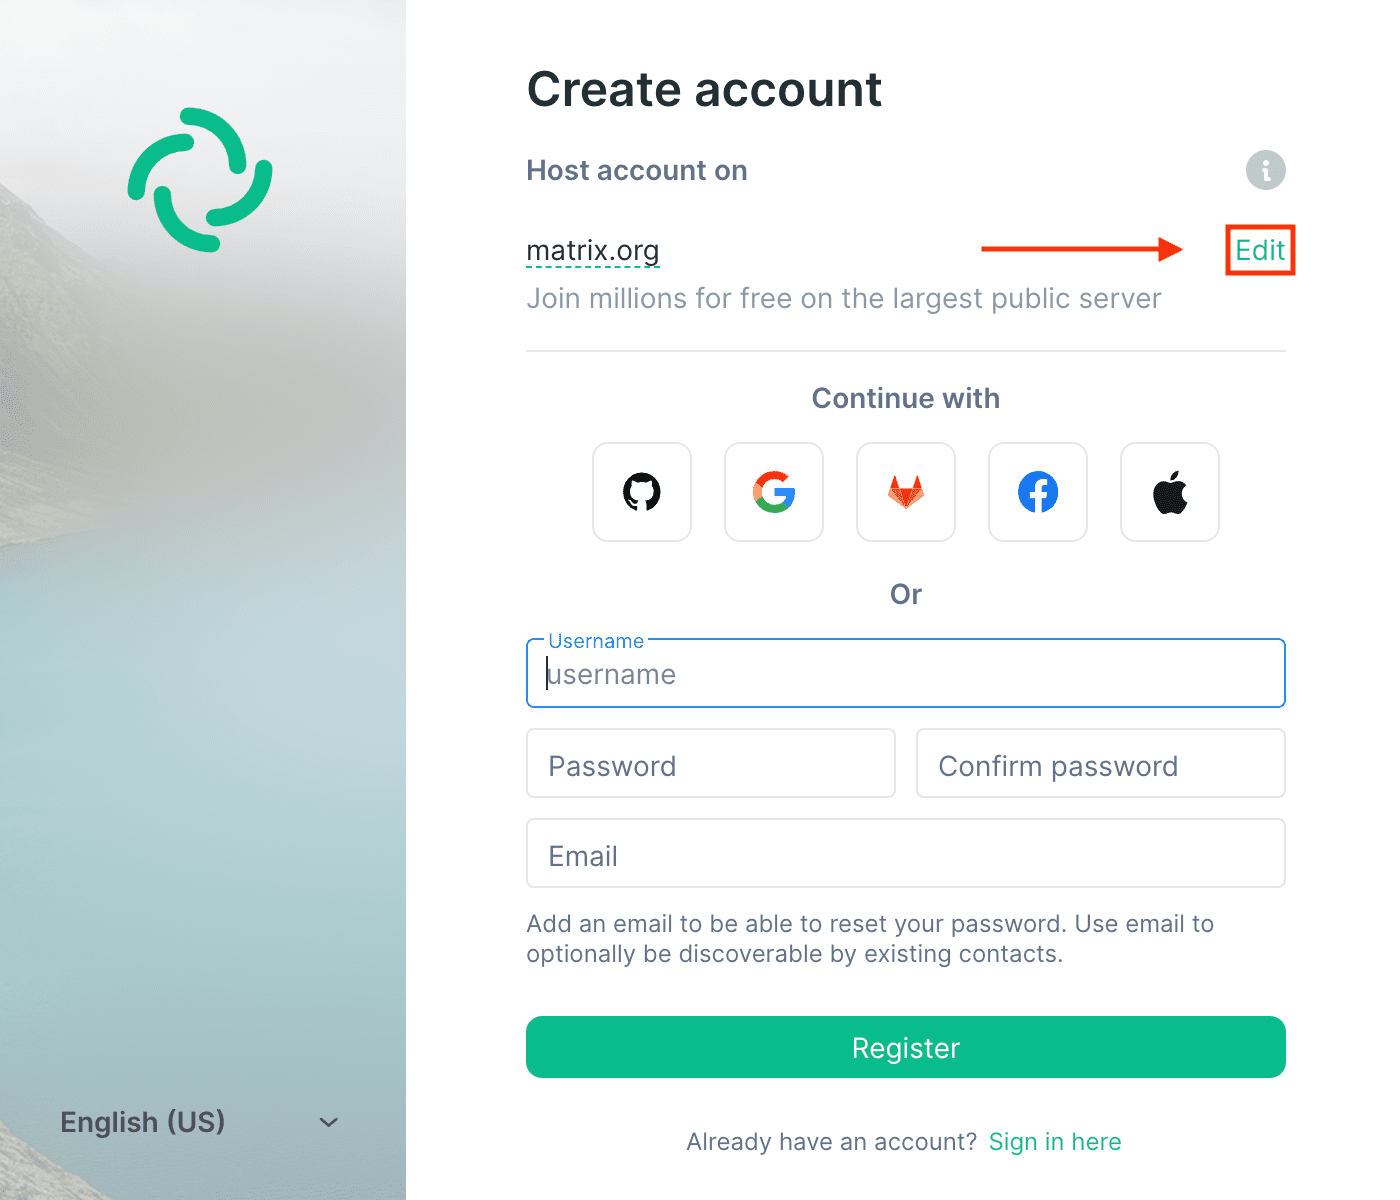 Create account
Host account on
matrix.org
Edit
Join millions for free on the largest public server
Continue with
Or
Username
username
Password
Confirm password
Email
Add an email to be able to reset your password. Use email to
optionally be discoverable by existing contacts.
Register
English (US)
Already have an account? Sign in here